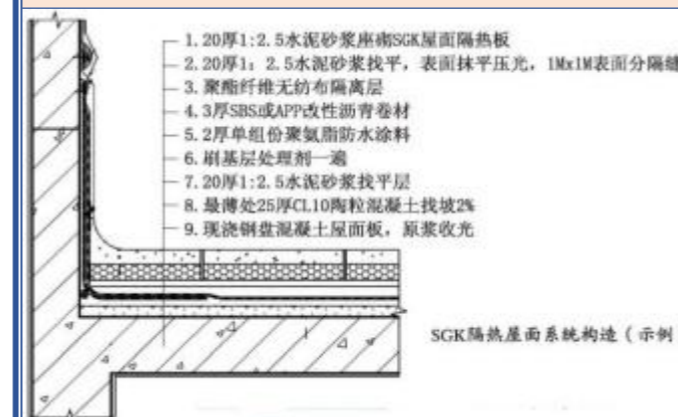 1. 20厚1:2.5水泥砂浆座砌SGK屋面隔热板
2. 20厚1：2.5水泥砂浆找平，表面抹平压光，1Mx1M表面分隔缝
3. 聚酯纤维无纺布隔离层
4. 3厚SBS或APP改性沥青卷材
5. 2厚单组份聚氨脂防水涂料
6. 刷基层处理剂一遍
7. 20厚1:2.5水泥砂浆找平层
8. 最薄处25厚CL10陶粒混凝土找坡2%
9. 现浇钢盘混凝土屋面板，原浆收光
SGK隔热屋面系统构造（示例